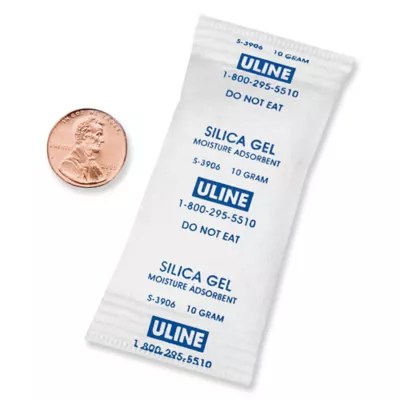 S-3906 10 GRAM
ULINE
1-800-295-5510
DO NOT EAT
SILICA GEL
MOISTURE ADSORBENT
S-3906 10 GRAM
ULINE
1-800-295-5510
DO NOT EAT
SILICA GEL
MOISTURE ADSORBENT
S-3906 10 GRAM
ULINE
1-800-295-5510